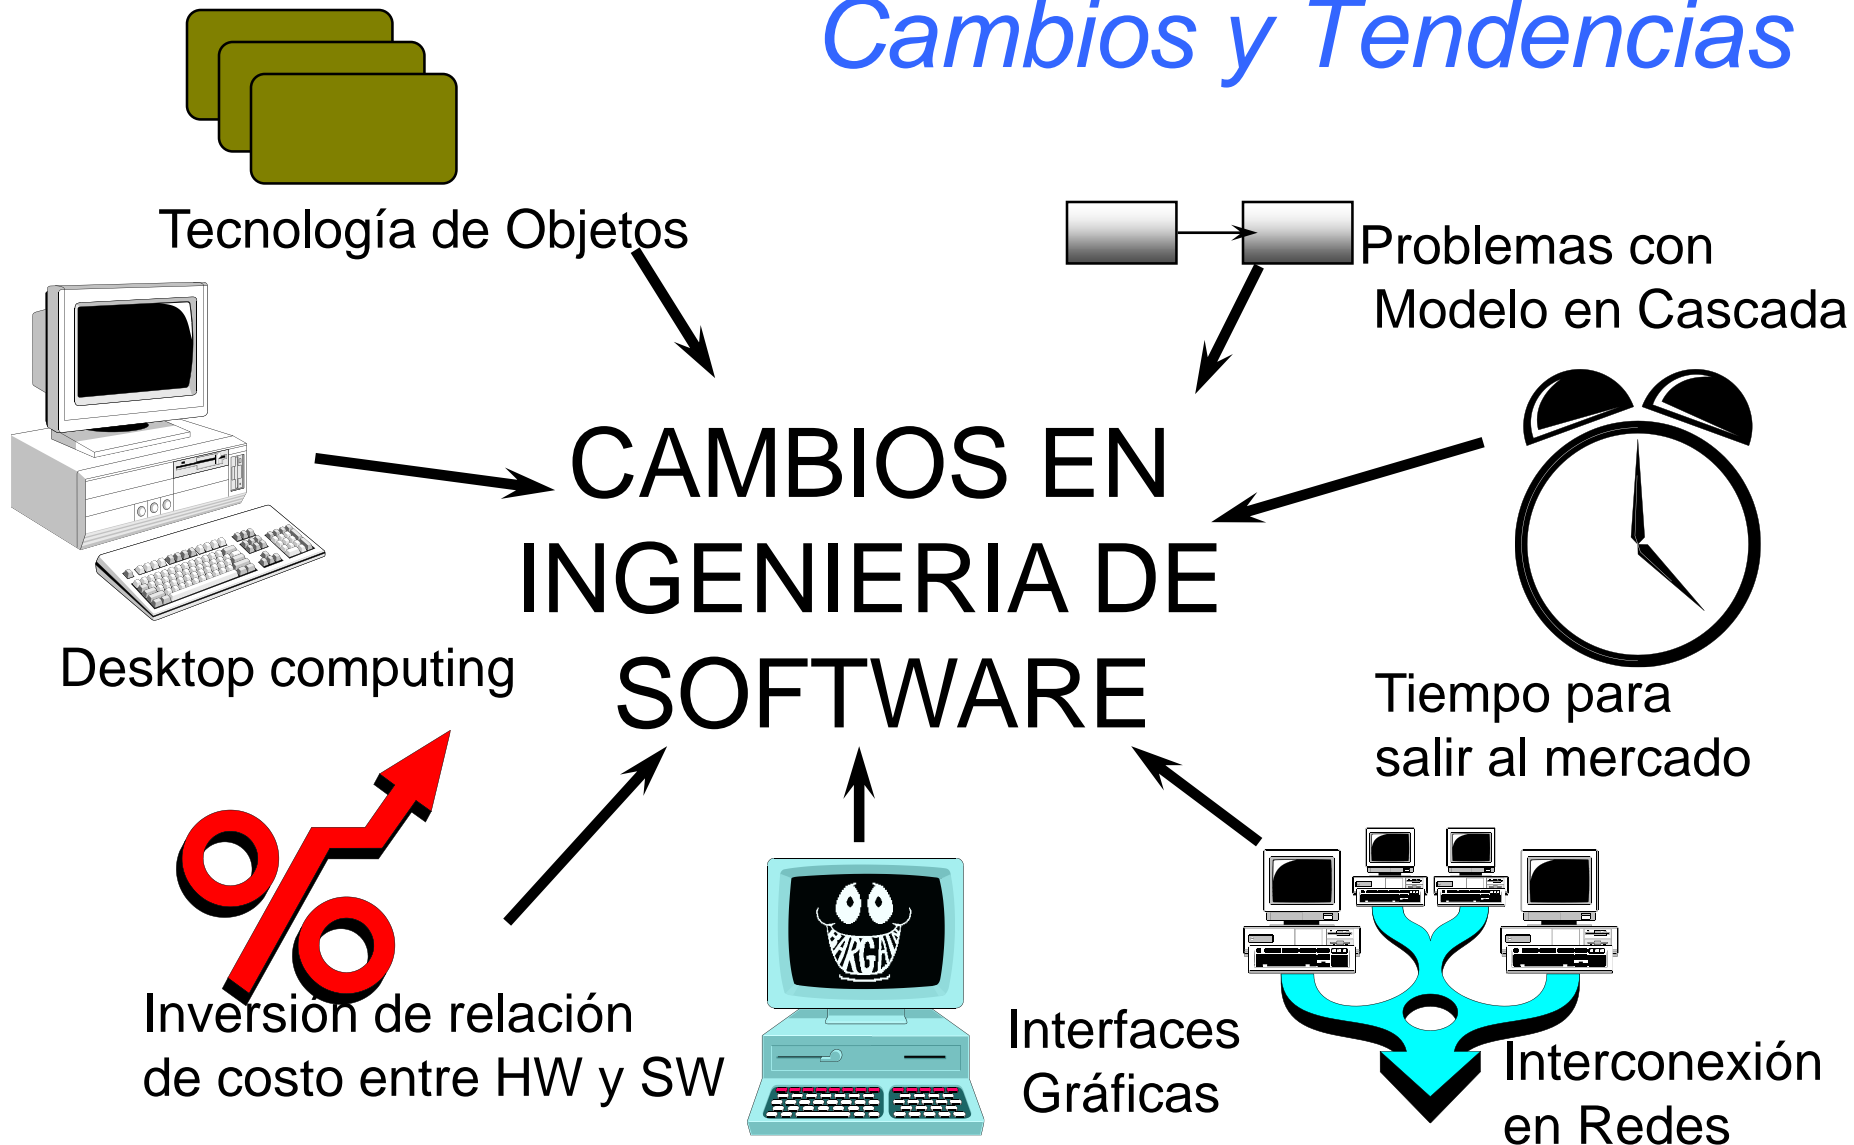 Cambios y Tendencias
Tecnología de Objetos
Problemas con
Modelo en Cascada
CAMBIOS EN
INGENIERIA DE
SOFTWARE
Desktop computing
Tiempo para
salir al mercado
Inversión de relación
de costo entre HW y SW
BARGAIN
Interfaces
Gráficas
Interconexión
en Redes